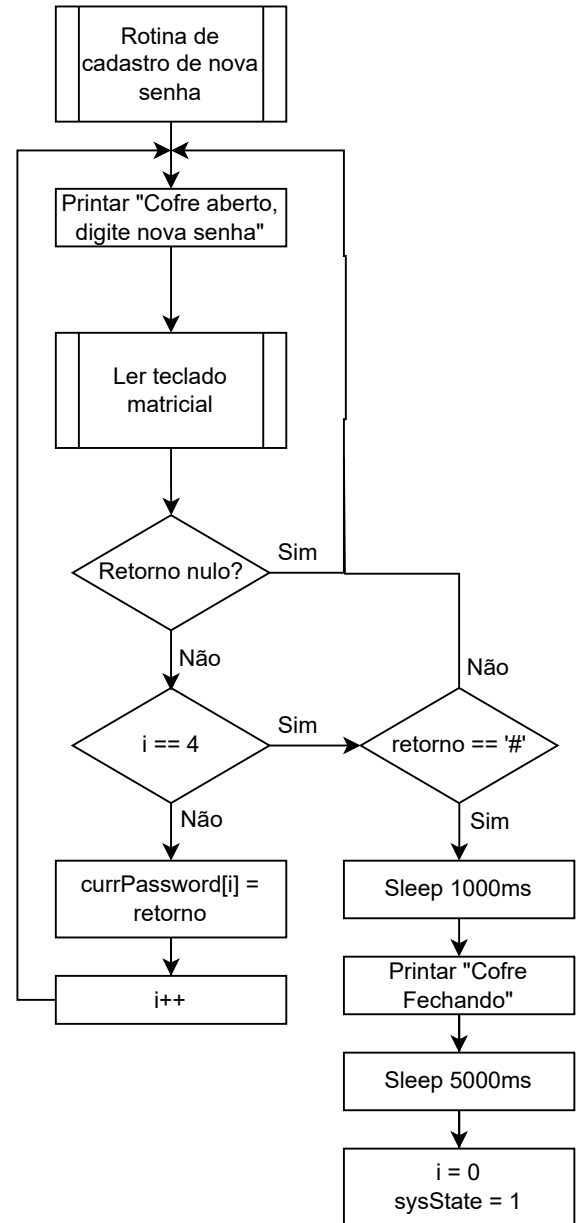 Rotina de
cadastro de nova
senha
Printar "Cofre aberto,
digite nova senha"
Ler teclado
matricial
Retorno nulo?
Sim
Não
i == 4
Sim
Não
retorno == '#'
Não
Sim
currPassword[i] =
retorno
i++
Sleep 1000ms
Printar "Cofre
Fechando"
Sleep 5000ms
i = 0
sysState = 1